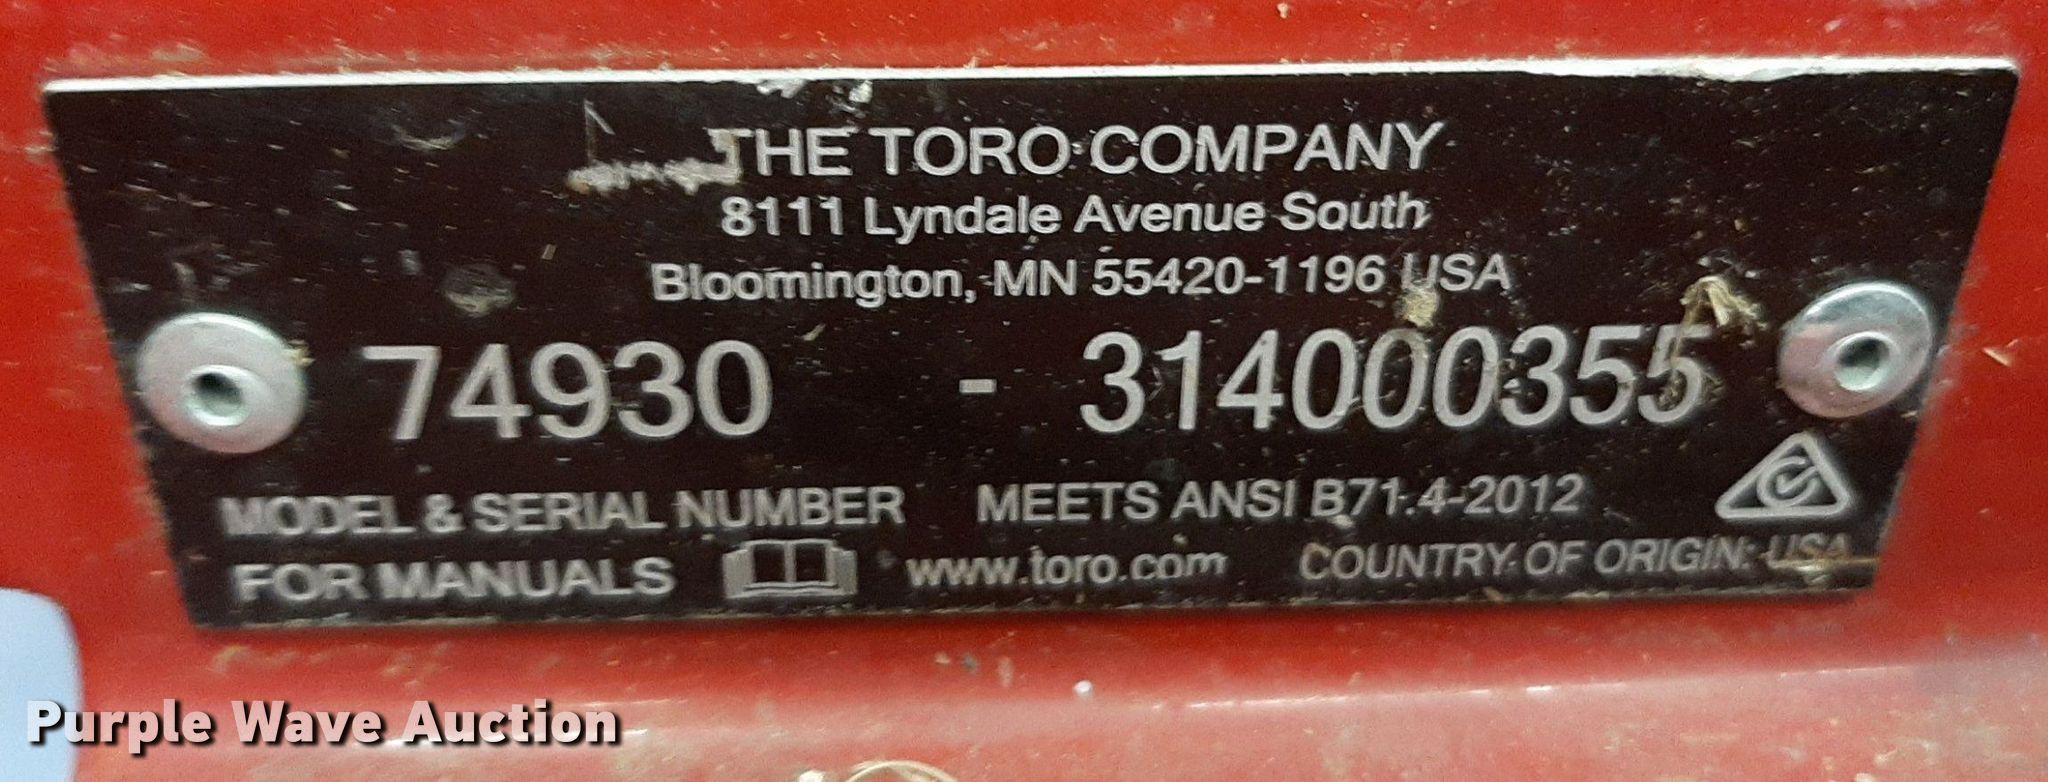 THE TORO COMPANY
8111 Lyndale Avenue South
Bloomington, MN 55420-1196 USA
74930 - 314000355
MODEL & SERIAL NUMBER MEETS ANSI B71.4-2012
FOR MANUALS www.toro.com COUNTRY OF ORIGIN: USA
Purple Wave Auction